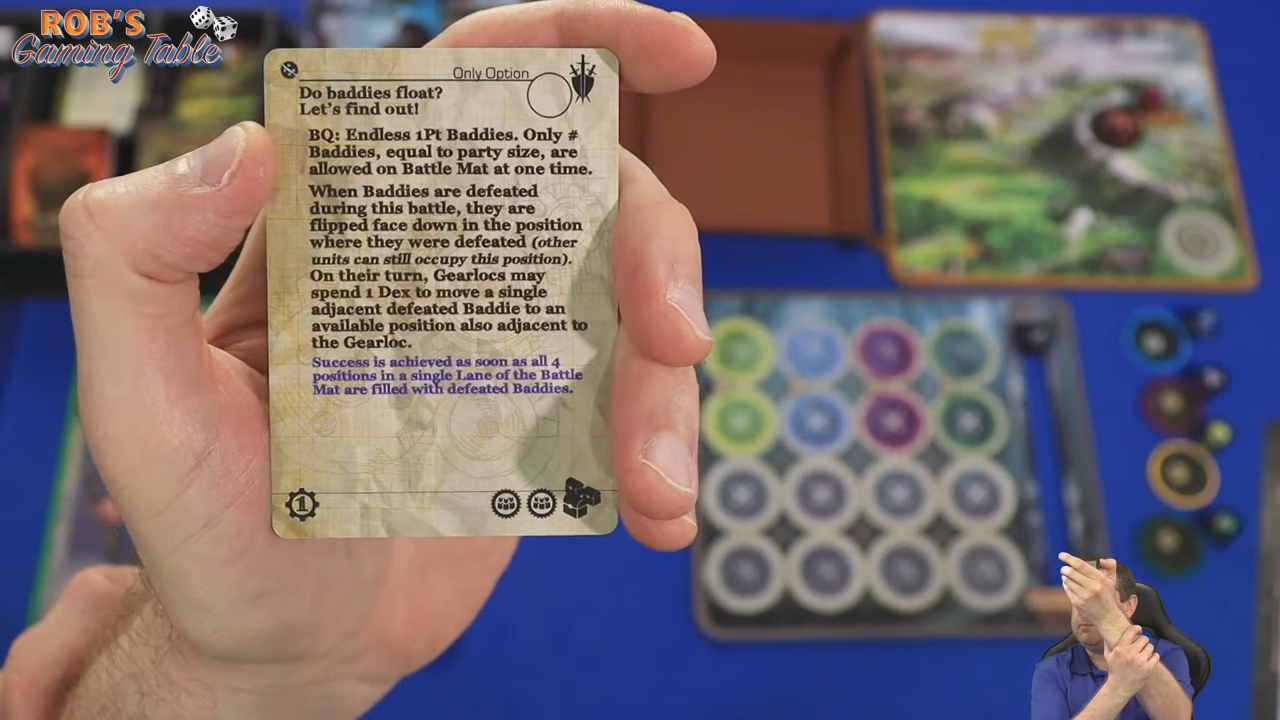 ROB'S
Gaming Table
Only Option
Do baddies float?
Let's find out!
BQ: Endless 1Pt Baddies. Only #
Baddies, equal to party size, are
allowed on Battle Mat at one time.
When Baddies are defeated
during this battle, they are
flipped face down in the position
where they were defeated (other
units can still occupy this position).
On their turn, Gearlocs may
spend 1 Dex to move a single
adjacent defeated Baddie to an
available position also adjacent to
the Gearloc.
Success is achieved as soon as all 4
positions in a single Lane of the Battle
Mat are filled with defeated Baddies.
1